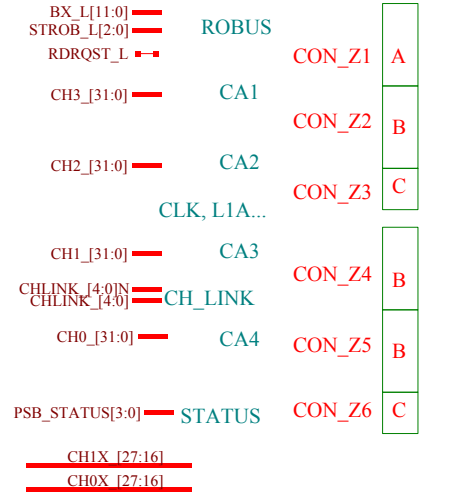 BX_L[11:0]
STROB_L[2:0] ROBUS
RDRQST_L CON_Z1 A
CH3_[31:0] CA1
CON_Z2 B
CH2_[31:0] CA2
CON_Z3 C
CLK, L1A...
CH1_[31:0] CA3
CON_Z4 B
CHLINK_[4:0]N
CHLINK_[4:0] CH_LINK
CH0_[31:0] CA4
CON_Z5 B
PSB_STATUS[3:0] STATUS CON_Z6 C
CH1X_[27:16]
CH0X_[27:16]